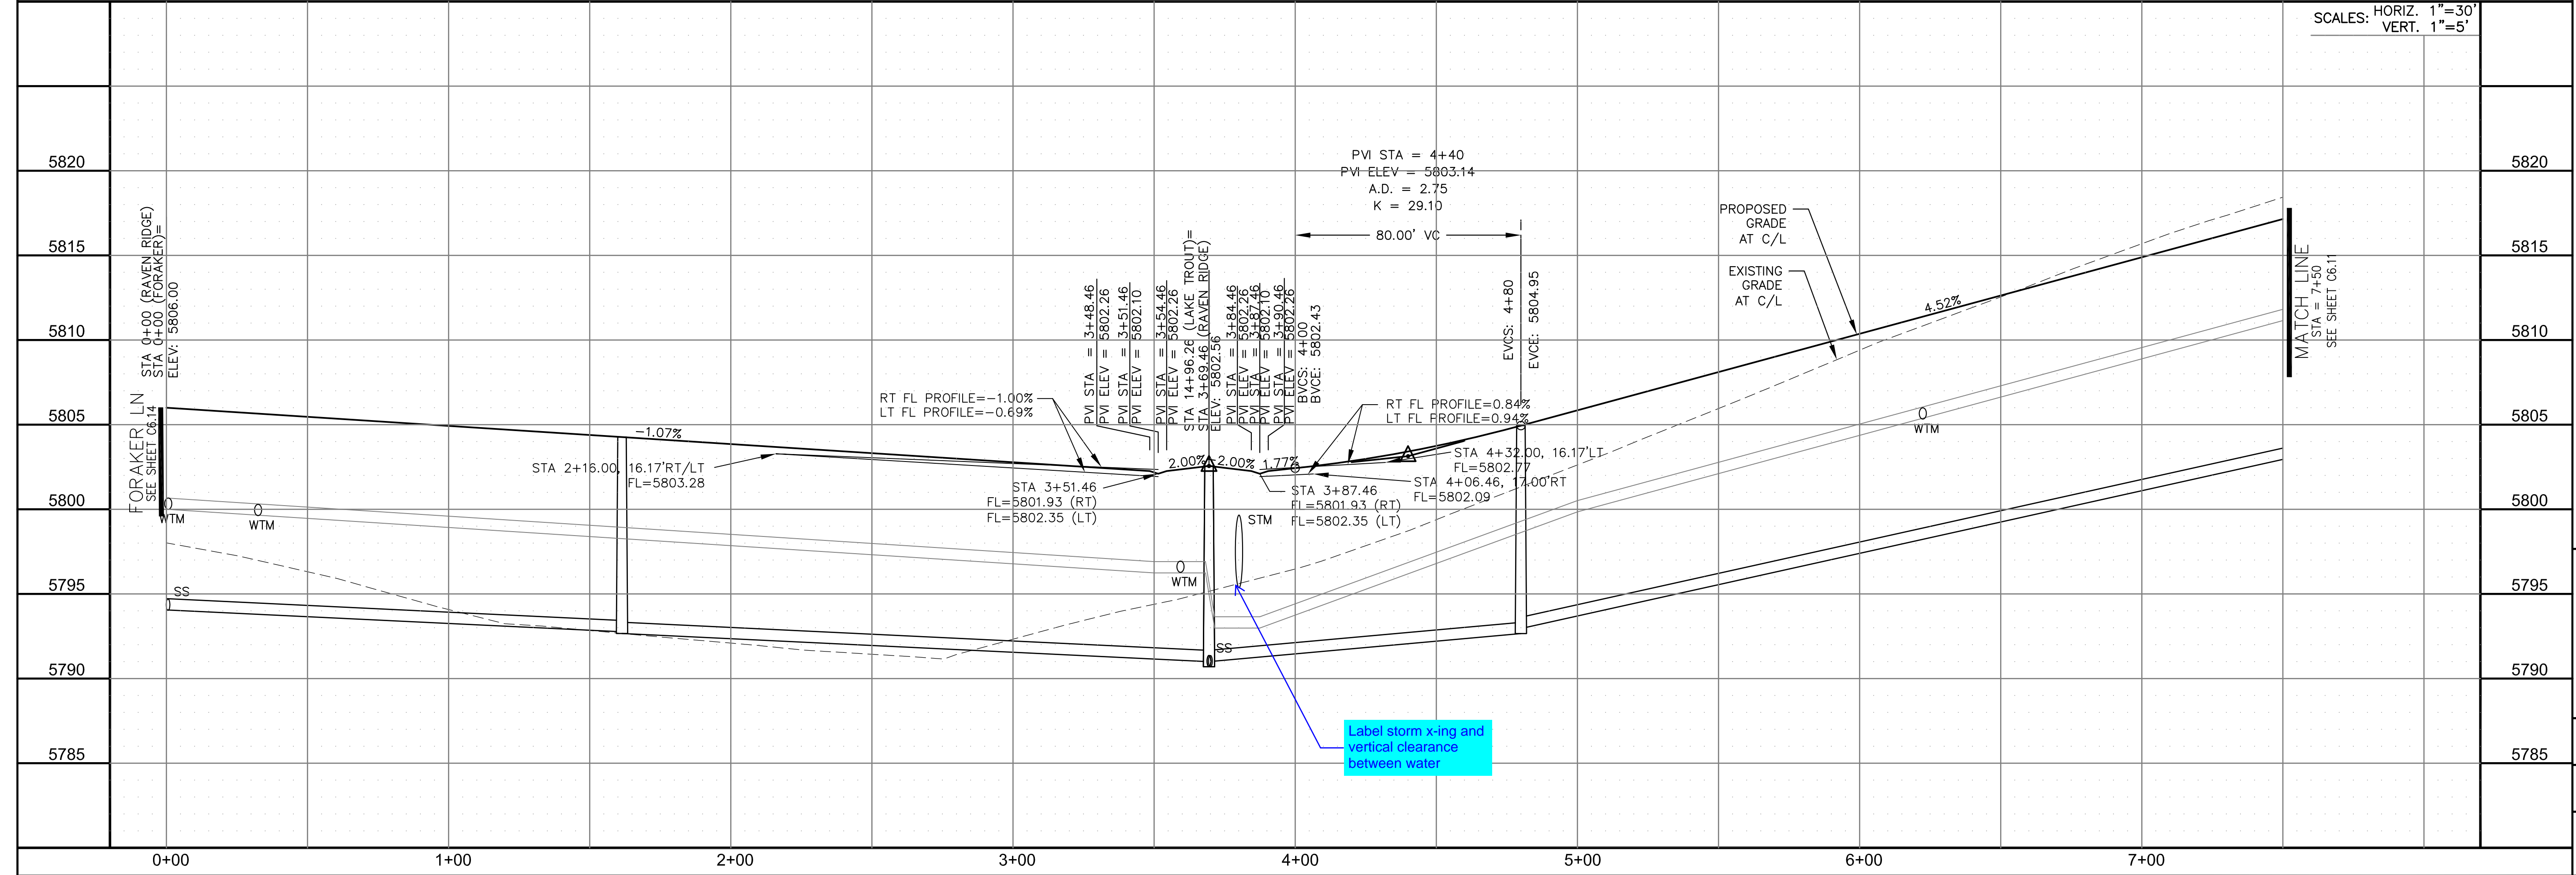 SCALES: HORIZ. 1"=30'
VERT. 1"=5'
5820
5815
5810
5805
5800
5795
5790
5785
5820
5815
5810
5805
5800
5795
5790
5785
FORAKER LN
SEE SHEET C6.14
STA 0+00 (RAVEN RIDGE)
STA 0+00 (FORAKER)=
ELEV: 5806.00
-1.07%
STA 2+16.00, 16.17'RT/LT
FL=5803.28
RT FL PROFILE=-1.00%
LT FL PROFILE=-0.69%
STA 3+51.46
FL=5801.93 (RT)
FL=5802.35 (LT)
PVI STA = 3+48.46
PVI ELEV = 5802.26
PVI STA = 3+51.46
PVI ELEV = 5802.10
PVI STA = 3+54.46
PVI ELEV = 5802.26
STA 14+96.26 (LAKE TROUT)=
STA 3+69.46 (RAVEN RIDGE)
ELEV: 5802.56
PVI STA = 3+84.46
PVI ELEV = 5802.26
PVI STA = 3+87.46
PVI ELEV = 5802.10
PVI STA = 3+90.46
PVI ELEV = 5802.26
BVCS: 4+00
BVCE: 5802.43
2.00%
-2.00%
1.77%
PVI STA = 4+40
PVI ELEV = 5803.14
A.D. = 2.75
K = 29.10
80.00' VC
EVCS: 4+80
EVCE: 5804.95
RT FL PROFILE=0.84%
LT FL PROFILE=0.94%
STA 4+32.00, 16.17'LT
FL=5802.77
STA 4+06.46, 17.00'RT
FL=5802.09
STA 3+87.46
FL=5801.93 (RT)
FL=5802.35 (LT)
PROPOSED
GRADE
AT C/L
EXISTING
GRADE
AT C/L
4.52%
MATCH LINE
STA = 7+50
SEE SHEET C6.11
WTM
WTM
WTM
STM
WTM
SS
SS
Label storm x-ing and
vertical clearance
between water
0+00
1+00
2+00
3+00
4+00
5+00
6+00
7+00